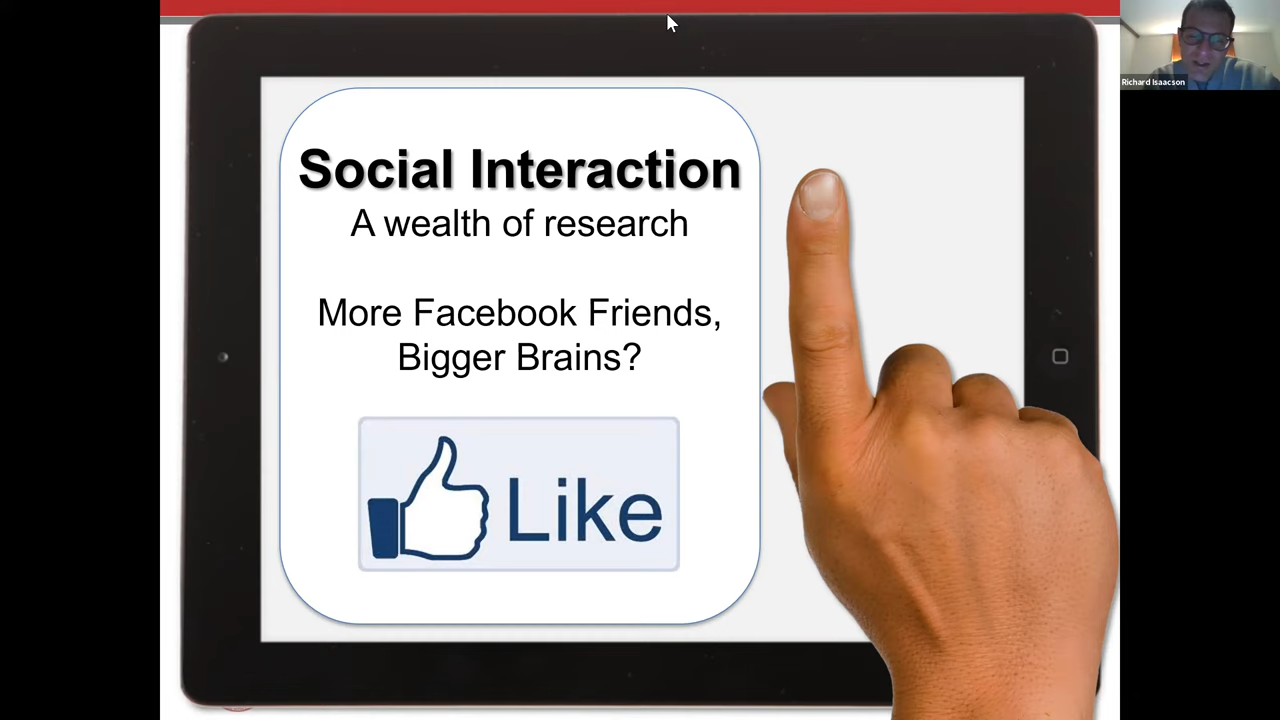 Social Interaction
A wealth of research
More Facebook Friends,
Bigger Brains?
Like
Richard Isaacson